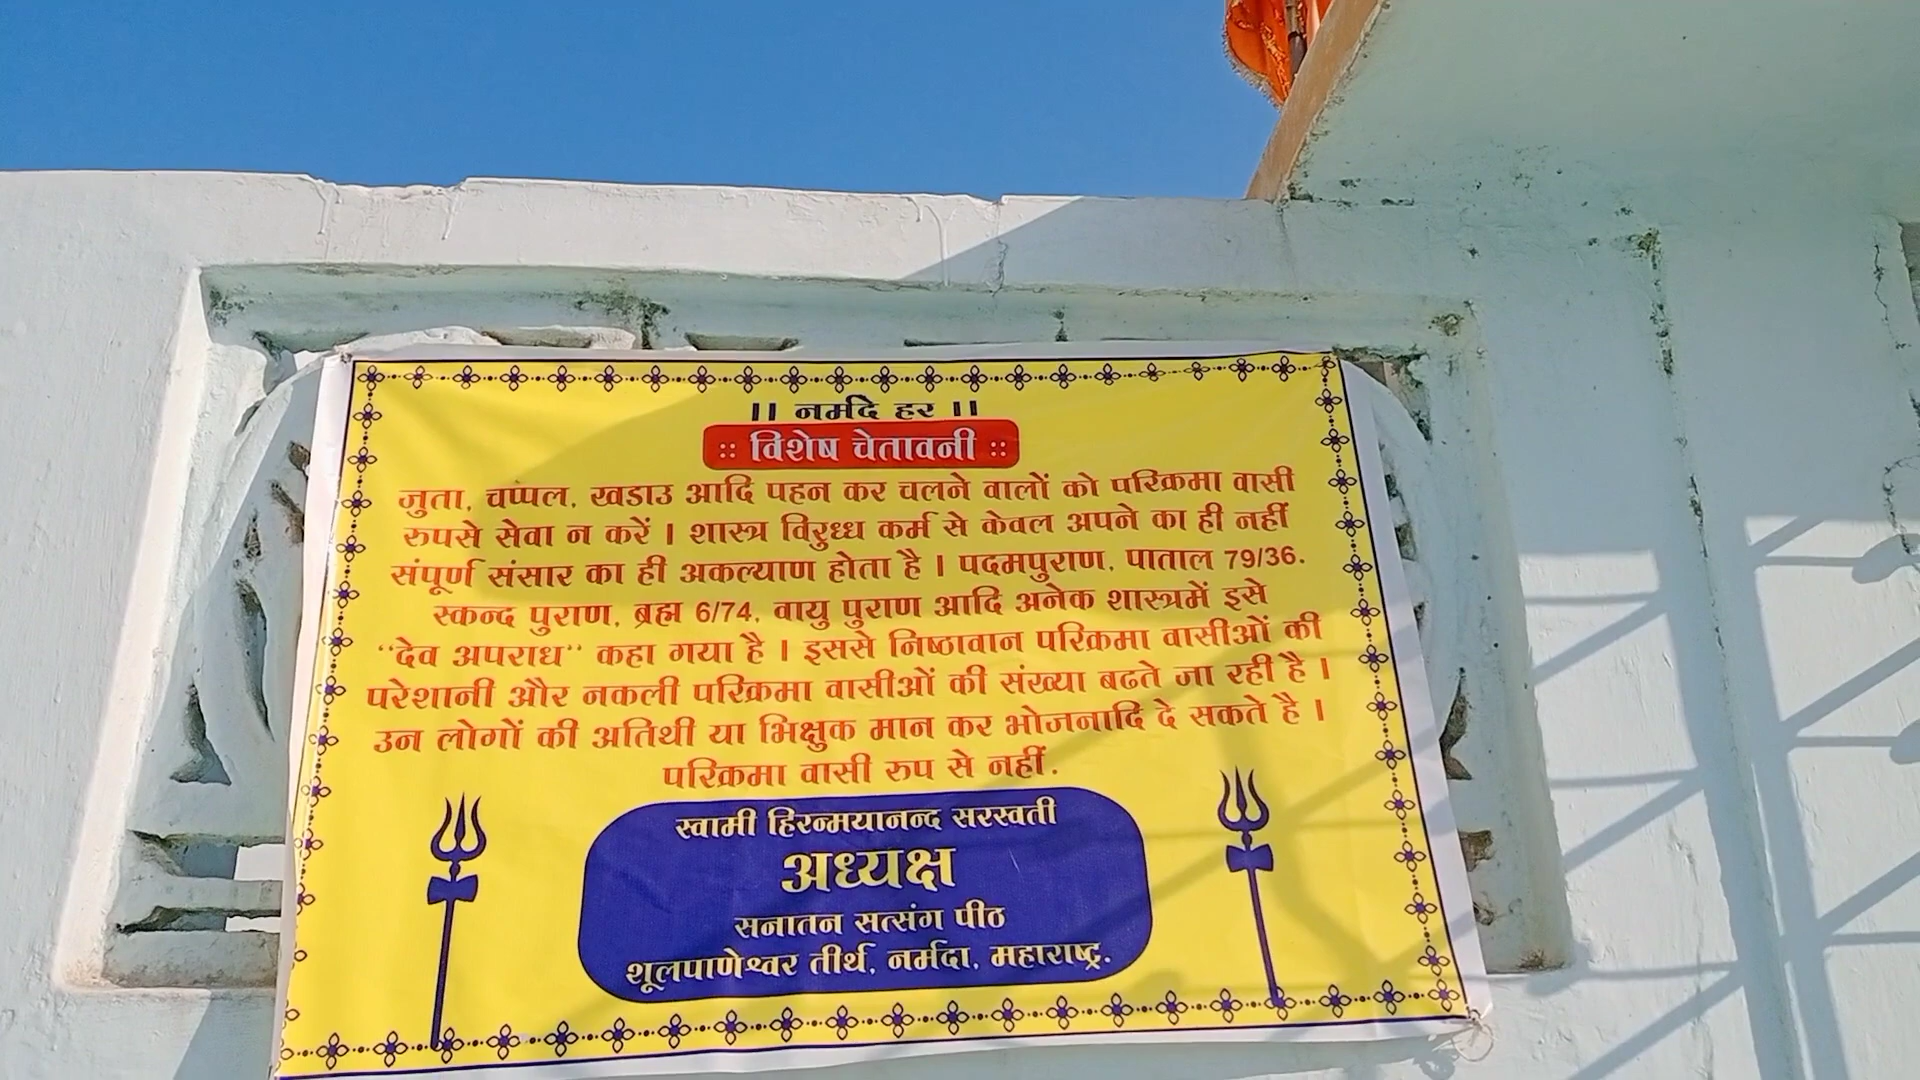 ॥ नर्मदे हर ॥
:: विशेष चेतावनी ::
जुता, चप्पल, खडाउ आदि पहन कर चलने वालों को परिक्रमा वासी
रुपसे सेवा न करें । शास्त्र विरुध्ध कर्म से केवल अपने का ही नहीं
संपूर्ण संसार का ही अकल्याण होता है । पदमपुराण, पाताल 79/36.
स्कन्द पुराण, ब्रह्म 6/74, वायु पुराण आदि अनेक शास्त्रमें इसे
“देव अपराध” कहा गया है । इससे निष्ठावान परिक्रमा वासीओं की
परेशानी और नकली परिक्रमा वासीओं की संख्या बढते जा रही है ।
उन लोगों की अतिथी या भिक्षुक मान कर भोजनादि दे सकते है ।
परिक्रमा वासी रुप से नहीं.
स्वामी हिरन्मयानन्द सरस्वती
अध्यक्ष
सनातन सत्संग पीठ
शूलपाणेश्वर तीर्थ, नर्मदा, महाराष्ट्र.